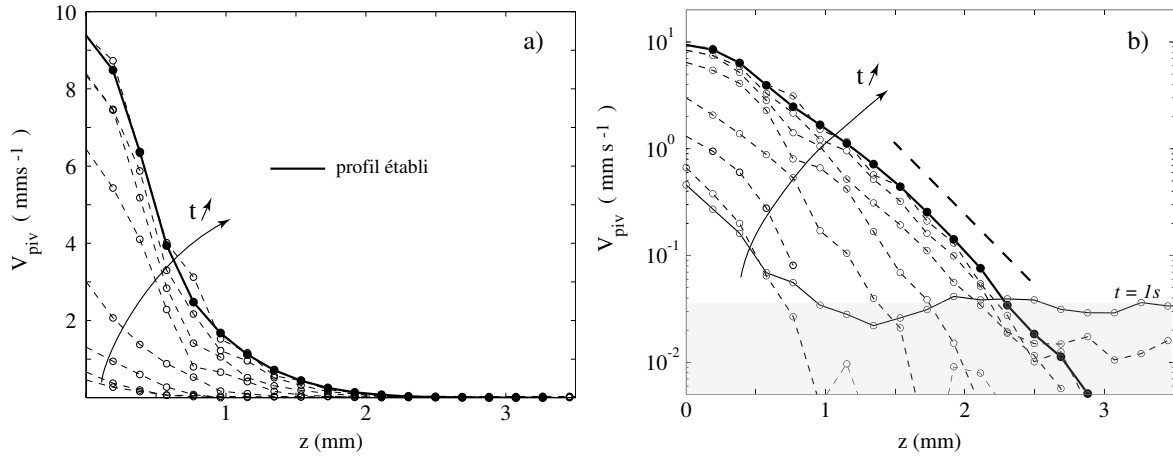 a)
10
8
6
4
2
1
2
3
V_piv ( mms^-1 )
z (mm)
profil établi
t ↗
b)
10^1
10^0
10^-1
10^-2
0
1
2
3
V_piv ( mm s^-1 )
z (mm)
t ↗
t = 1s